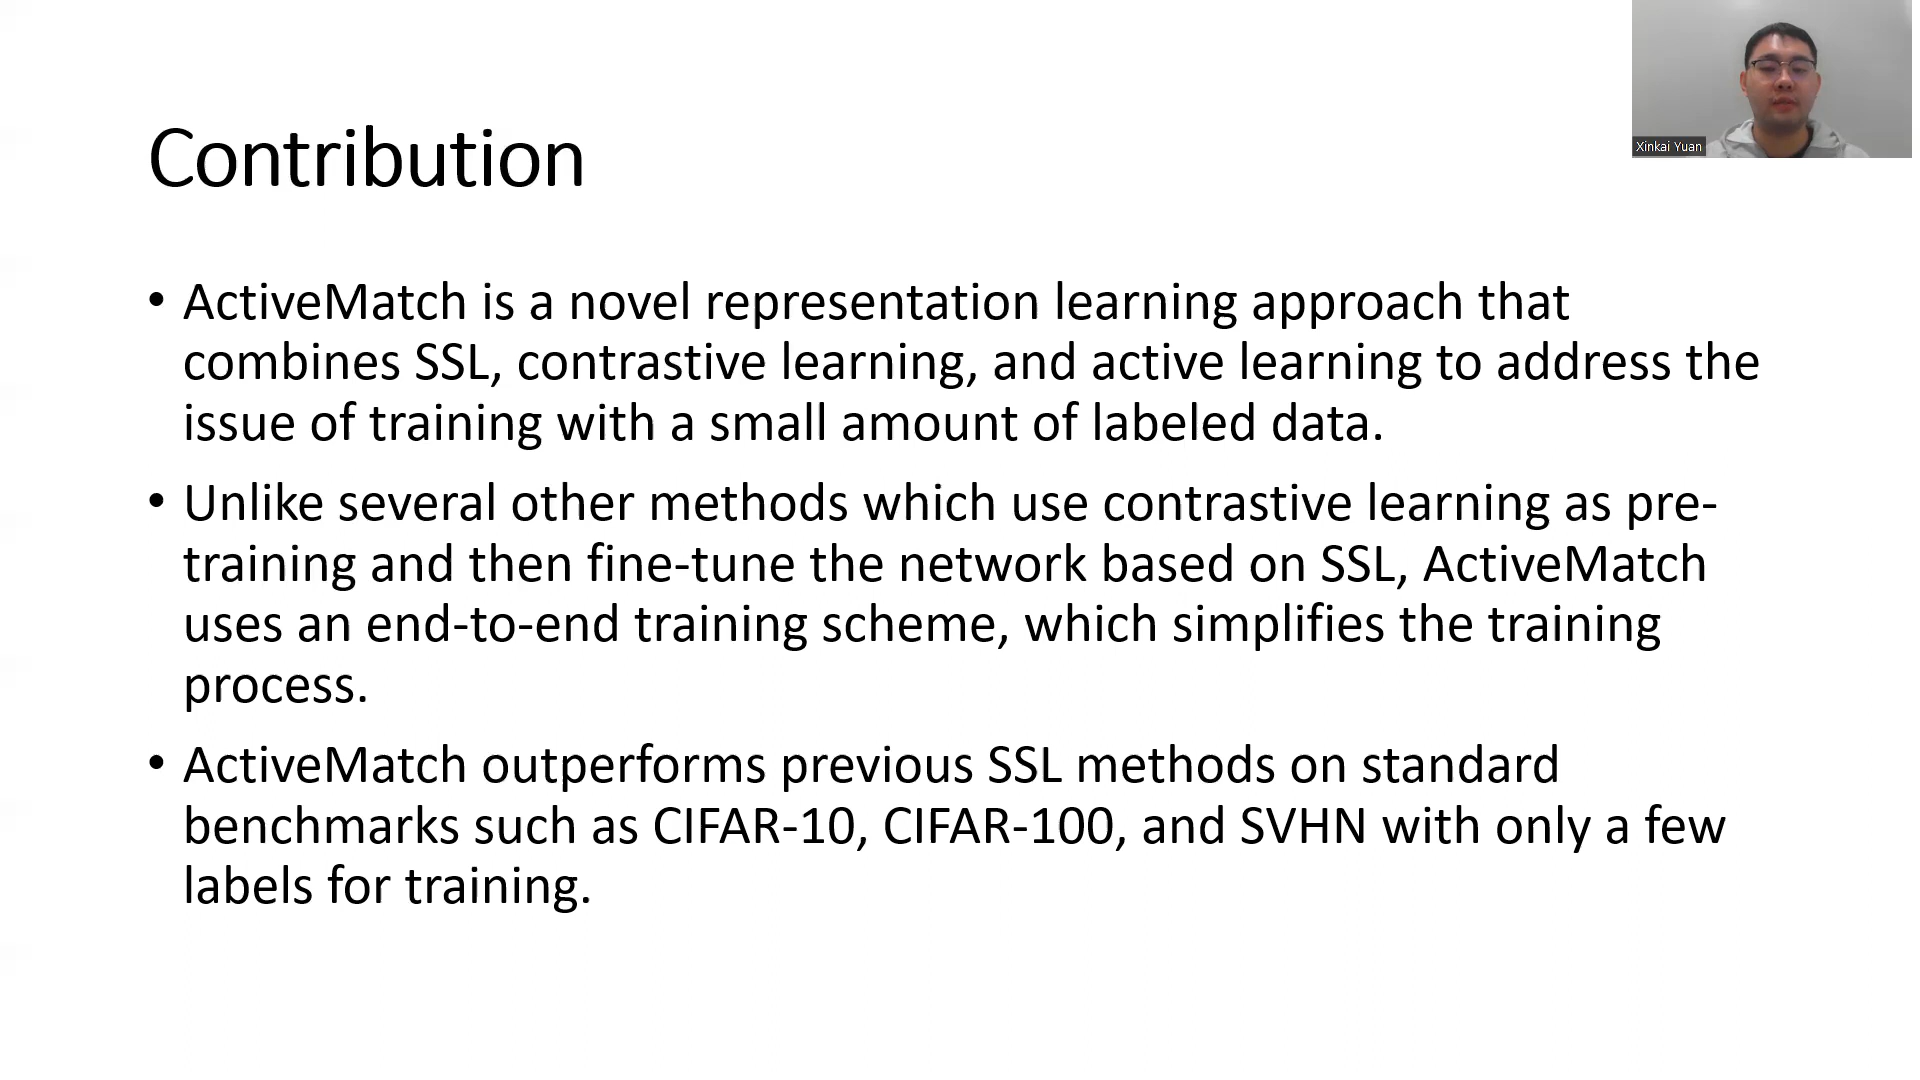 Contribution
• ActiveMatch is a novel representation learning approach that
combines SSL, contrastive learning, and active learning to address the
issue of training with a small amount of labeled data.
• Unlike several other methods which use contrastive learning as pre-
training and then fine-tune the network based on SSL, ActiveMatch
uses an end-to-end training scheme, which simplifies the training
process.
• ActiveMatch outperforms previous SSL methods on standard
benchmarks such as CIFAR-10, CIFAR-100, and SVHN with only a few
labels for training.
Xinkai Yuan